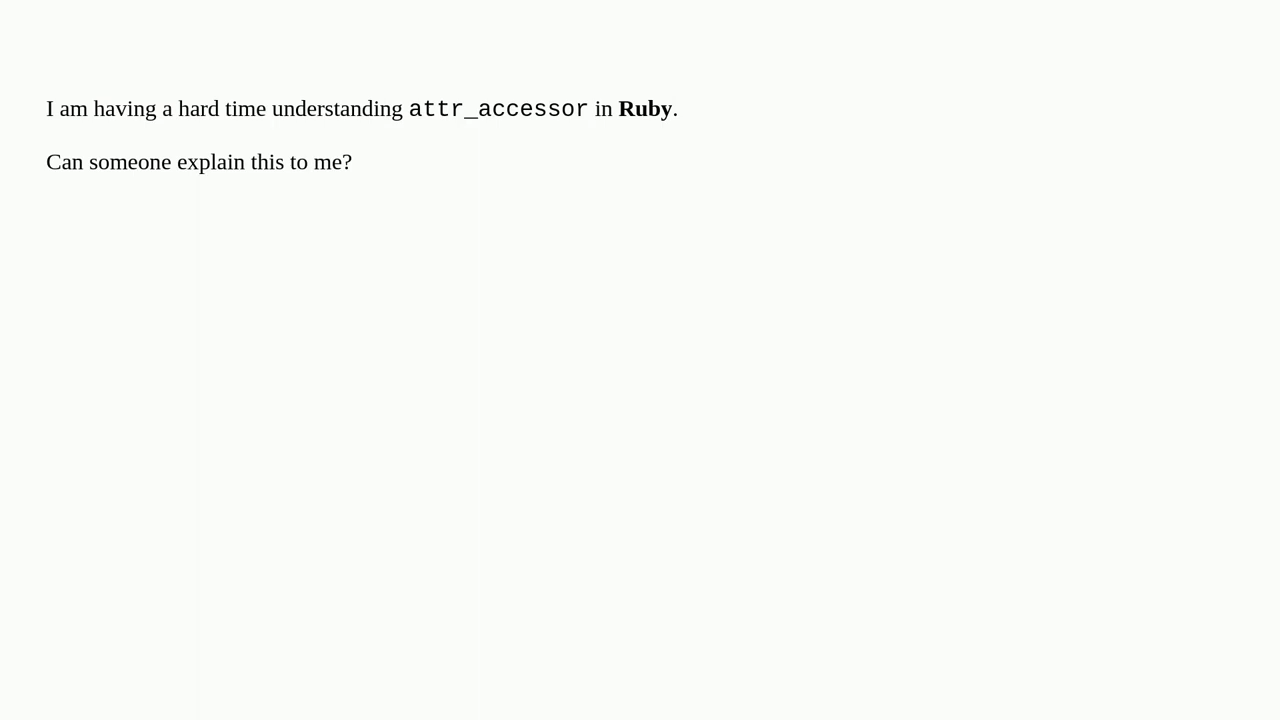 I am having a hard time understanding attr_accessor in Ruby.
Can someone explain this to me?